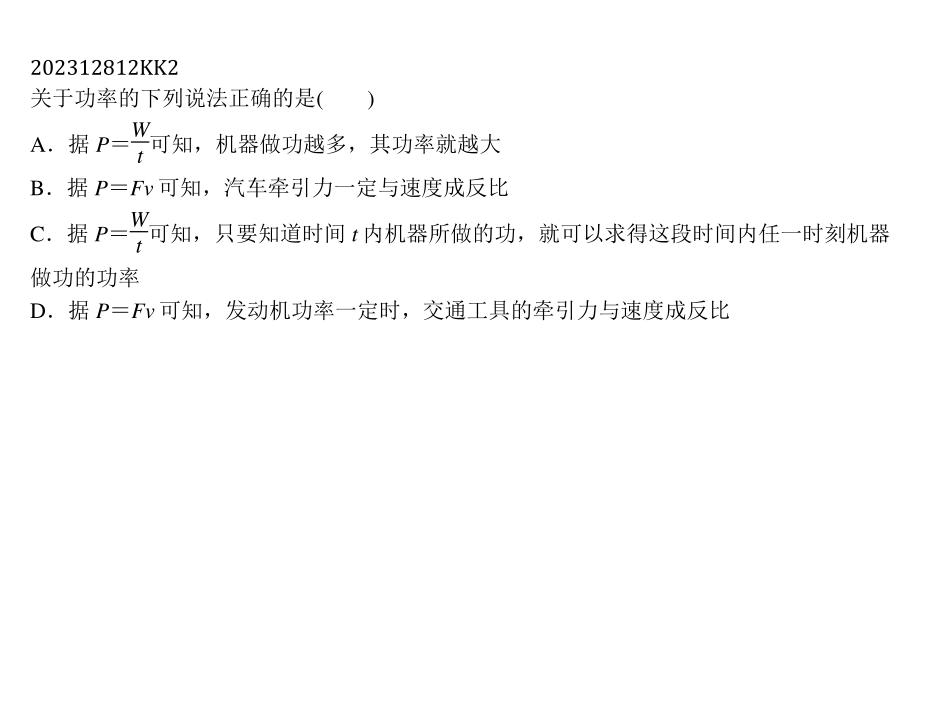 202312812KK2
关于功率的下列说法正确的是(　　)
A．据 P＝W/t可知，机器做功越多，其功率就越大
B．据 P＝Fv 可知，汽车牵引力一定与速度成反比
C．据 P＝W/t可知，只要知道时间 t 内机器所做的功，就可以求得这段时间内任一时刻机器
做功的功率
D．据 P＝Fv 可知，发动机功率一定时，交通工具的牵引力与速度成反比